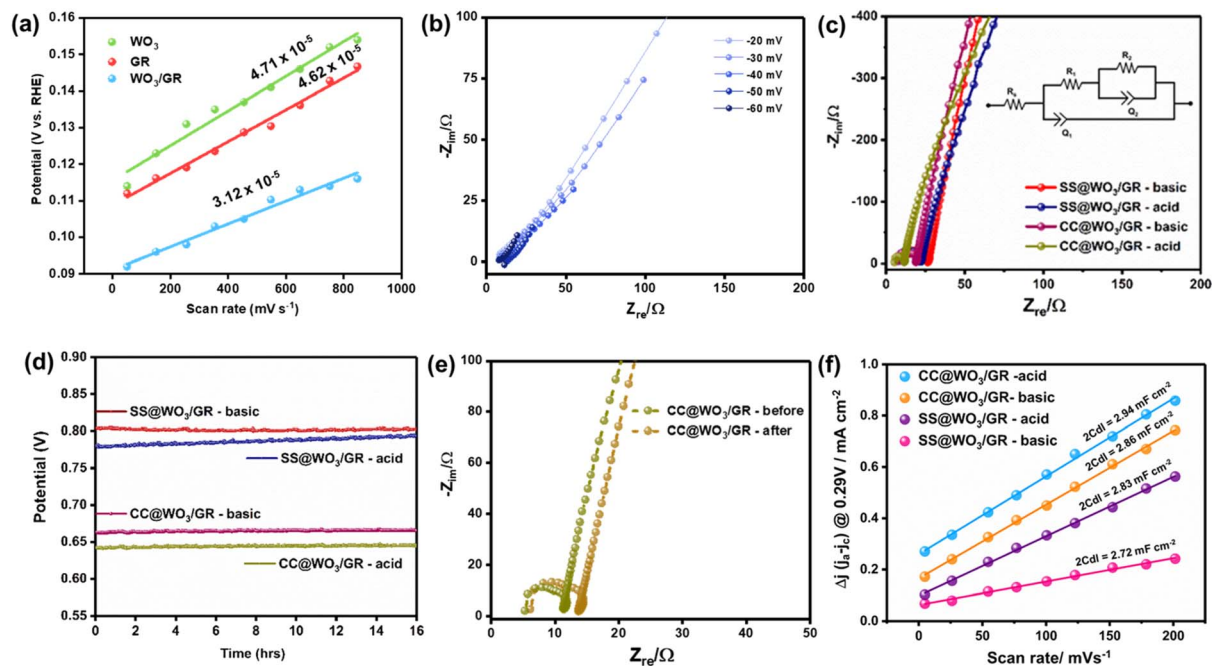 (a)
WO3
GR
WO3/GR
4.71 x 10-5
4.62 x 10-5
3.12 x 10-5
Potential (V vs. RHE)
0.16
0.15
0.14
0.13
0.12
0.11
0.10
0.09
0 200 400 600 800 1000
Scan rate (mV s-1)
(b)
-20 mV
-30 mV
-40 mV
-50 mV
-60 mV
-Zim/Ω
100
75
50
25
0
0 50 100 150 200
Zre/Ω
(c)
Rs
R1
R2
Q1
Q2
SS@WO3/GR - basic
SS@WO3/GR - acid
CC@WO3/GR - basic
CC@WO3/GR - acid
-Zim/Ω
-400
-300
-200
-100
0
0 50 100 150 200
Zre/Ω
(d)
SS@WO3/GR - basic
SS@WO3/GR - acid
CC@WO3/GR - basic
CC@WO3/GR - acid
Potential (V)
0.90
0.85
0.80
0.75
0.70
0.65
0.60
0.55
0 2 4 6 8 10 12 14 16
Time (hrs)
(e)
CC@WO3/GR - before
CC@WO3/GR - after
-Zim/Ω
100
80
60
40
20
0
0 10 20 30 40 50
Zre/Ω
(f)
CC@WO3/GR -acid
CC@WO3/GR- basic
SS@WO3/GR - acid
SS@WO3/GR - basic
2Cdl = 2.94 mF cm-2
2Cdl = 2.86 mF cm-2
2Cdl = 2.83 mF cm-2
2Cdl = 2.72 mF cm-2
Δj (ja-jc) @ 0.29V / mA cm-2
1.0
0.8
0.6
0.4
0.2
0.0
0 50 100 150 200
Scan rate/ mVs-1